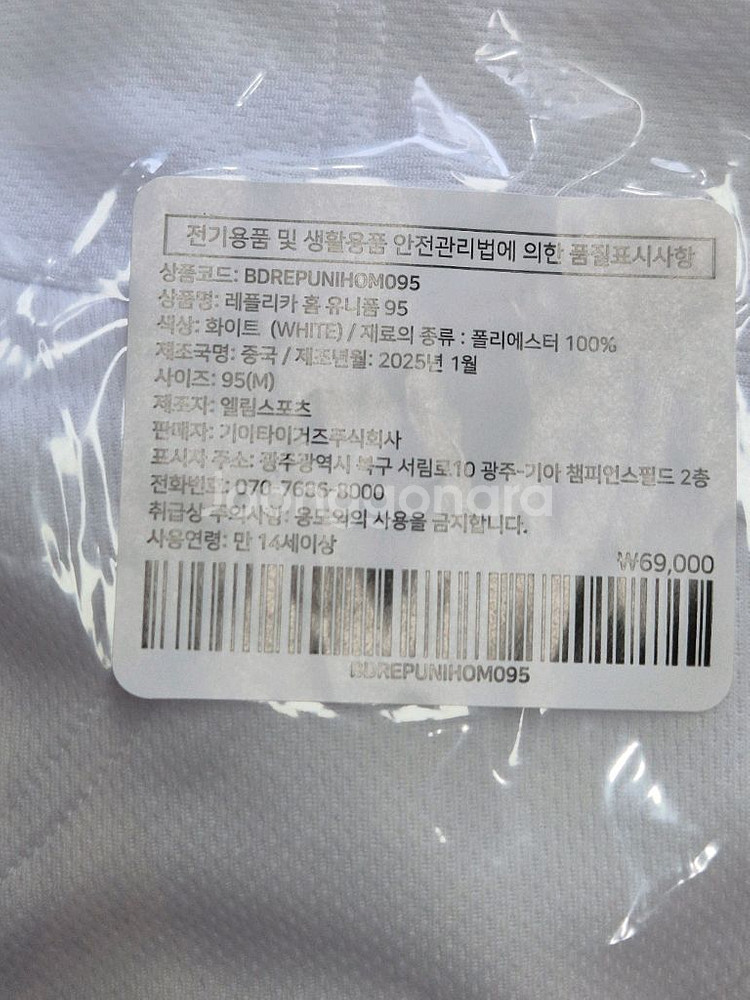 전기용품 및 생활용품 안전관리법에 의한 품질표시사항
상품코드: BDREPUNIHOM095
상품명: 레플리카 홈 유니폼 95
색상: 화이트 (WHITE) / 재료의 종류 : 폴리에스터 100%
제조국명: 중국 / 제조년월: 2025년 1월
사이즈: 95(M)
제조자: 엘림스포츠
판매자: 기아타이거즈주식회사
표시자 주소: 광주광역시 북구 서림로10 광주-기아 챔피언스필드 2층
전화번호: 070-7686-8000
취급상 주의사업: 용도외의 사용을 금지합니다.
사용연령: 만 14세이상
₩69,000
BDREPUNIHOM095
Joongonara